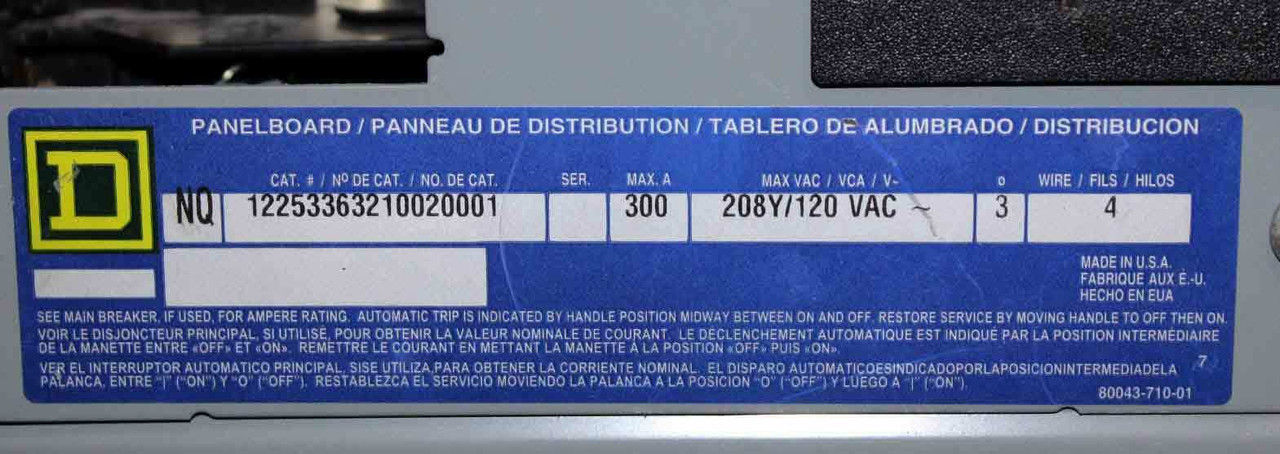 PANELBOARD / PANNEAU DE DISTRIBUTION / TABLERO DE ALUMBRADO / DISTRIBUCION
D
CAT. # / Nº DE CAT. / NO. DE CAT. SER. MAX. A MAX VAC / VCA / V~ ø WIRE / FILS / HILOS
NQ 12253363210020001 300 208Y/120 VAC ~ 3 4
MADE IN U.S.A.
FABRIQUE AUX É.-U.
HECHO EN EUA
SEE MAIN BREAKER, IF USED, FOR AMPERE RATING. AUTOMATIC TRIP IS INDICATED BY HANDLE POSITION MIDWAY BETWEEN ON AND OFF. RESTORE SERVICE BY MOVING HANDLE TO OFF THEN ON.
VOIR LE DISJONCTEUR PRINCIPAL, SI UTILISÉ, POUR OBTENIR LA VALEUR NOMINALE DE COURANT. LE DÉCLENCHEMENT AUTOMATIQUE EST INDIQUÉ PAR LA POSITION INTERMÉDIAIRE
DE LA MANETTE ENTRE «OFF» ET «ON». REMETTRE LE COURANT EN METTANT LA MANETTE À LA POSITION «OFF» PUIS «ON».
VER EL INTERRUPTOR AUTOMATICO PRINCIPAL, SISE UTILIZA,PARA OBTENER LA CORRIENTE NOMINAL. EL DISPARO AUTOMATICOESINDICADOPORLAPOSICIONINTERMEDIADELA
PALANCA, ENTRE "|" ("ON") Y "O" ("OFF"). RESTABLEZCA EL SERVICIO MOVIENDO LA PALANCA A LA POSICION "O" ("OFF") Y LUEGO A "|" ("ON").
7
80043-710-01